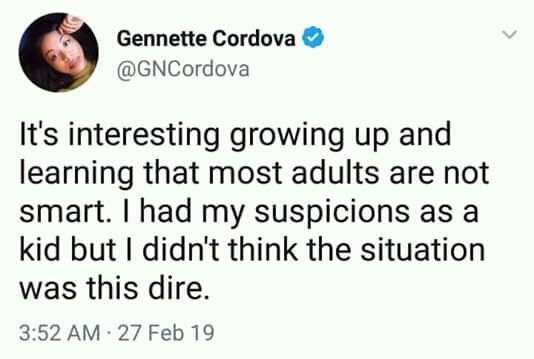 Gennette Cordova
@GNCordova
It's interesting growing up and
learning that most adults are not
smart. I had my suspicions as a
kid but I didn't think the situation
was this dire.
3:52 AM · 27 Feb 19